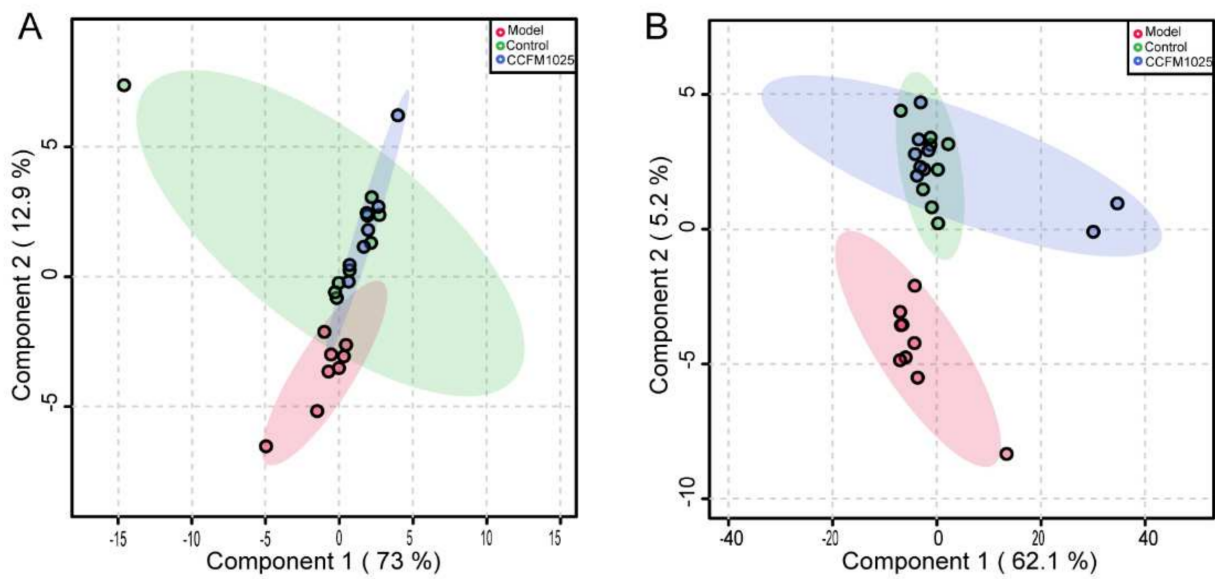 A
Model
Control
CCFM1025
Component 2 ( 12.9 %)
5
0
-5
-15
-10
-5
0
5
10
15
Component 1 ( 73 %)
B
Model
Control
CCFM1025
Component 2 ( 5.2 %)
5
0
-5
-10
-40
-20
0
20
40
Component 1 ( 62.1 %)